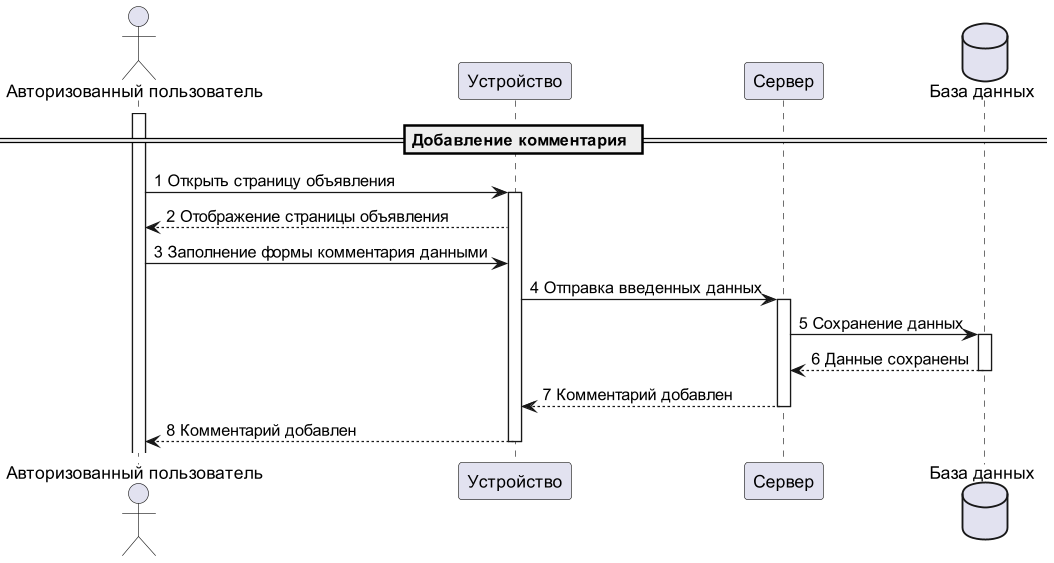 Авторизованный пользователь
Устройство
Сервер
База данных
Добавление комментария
1 Открыть страницу объявления
2 Отображение страницы объявления
3 Заполнение формы комментария данными
4 Отправка введенных данных
5 Сохранение данных
6 Данные сохранены
7 Комментарий добавлен
8 Комментарий добавлен
Авторизованный пользователь
Устройство
Сервер
База данных